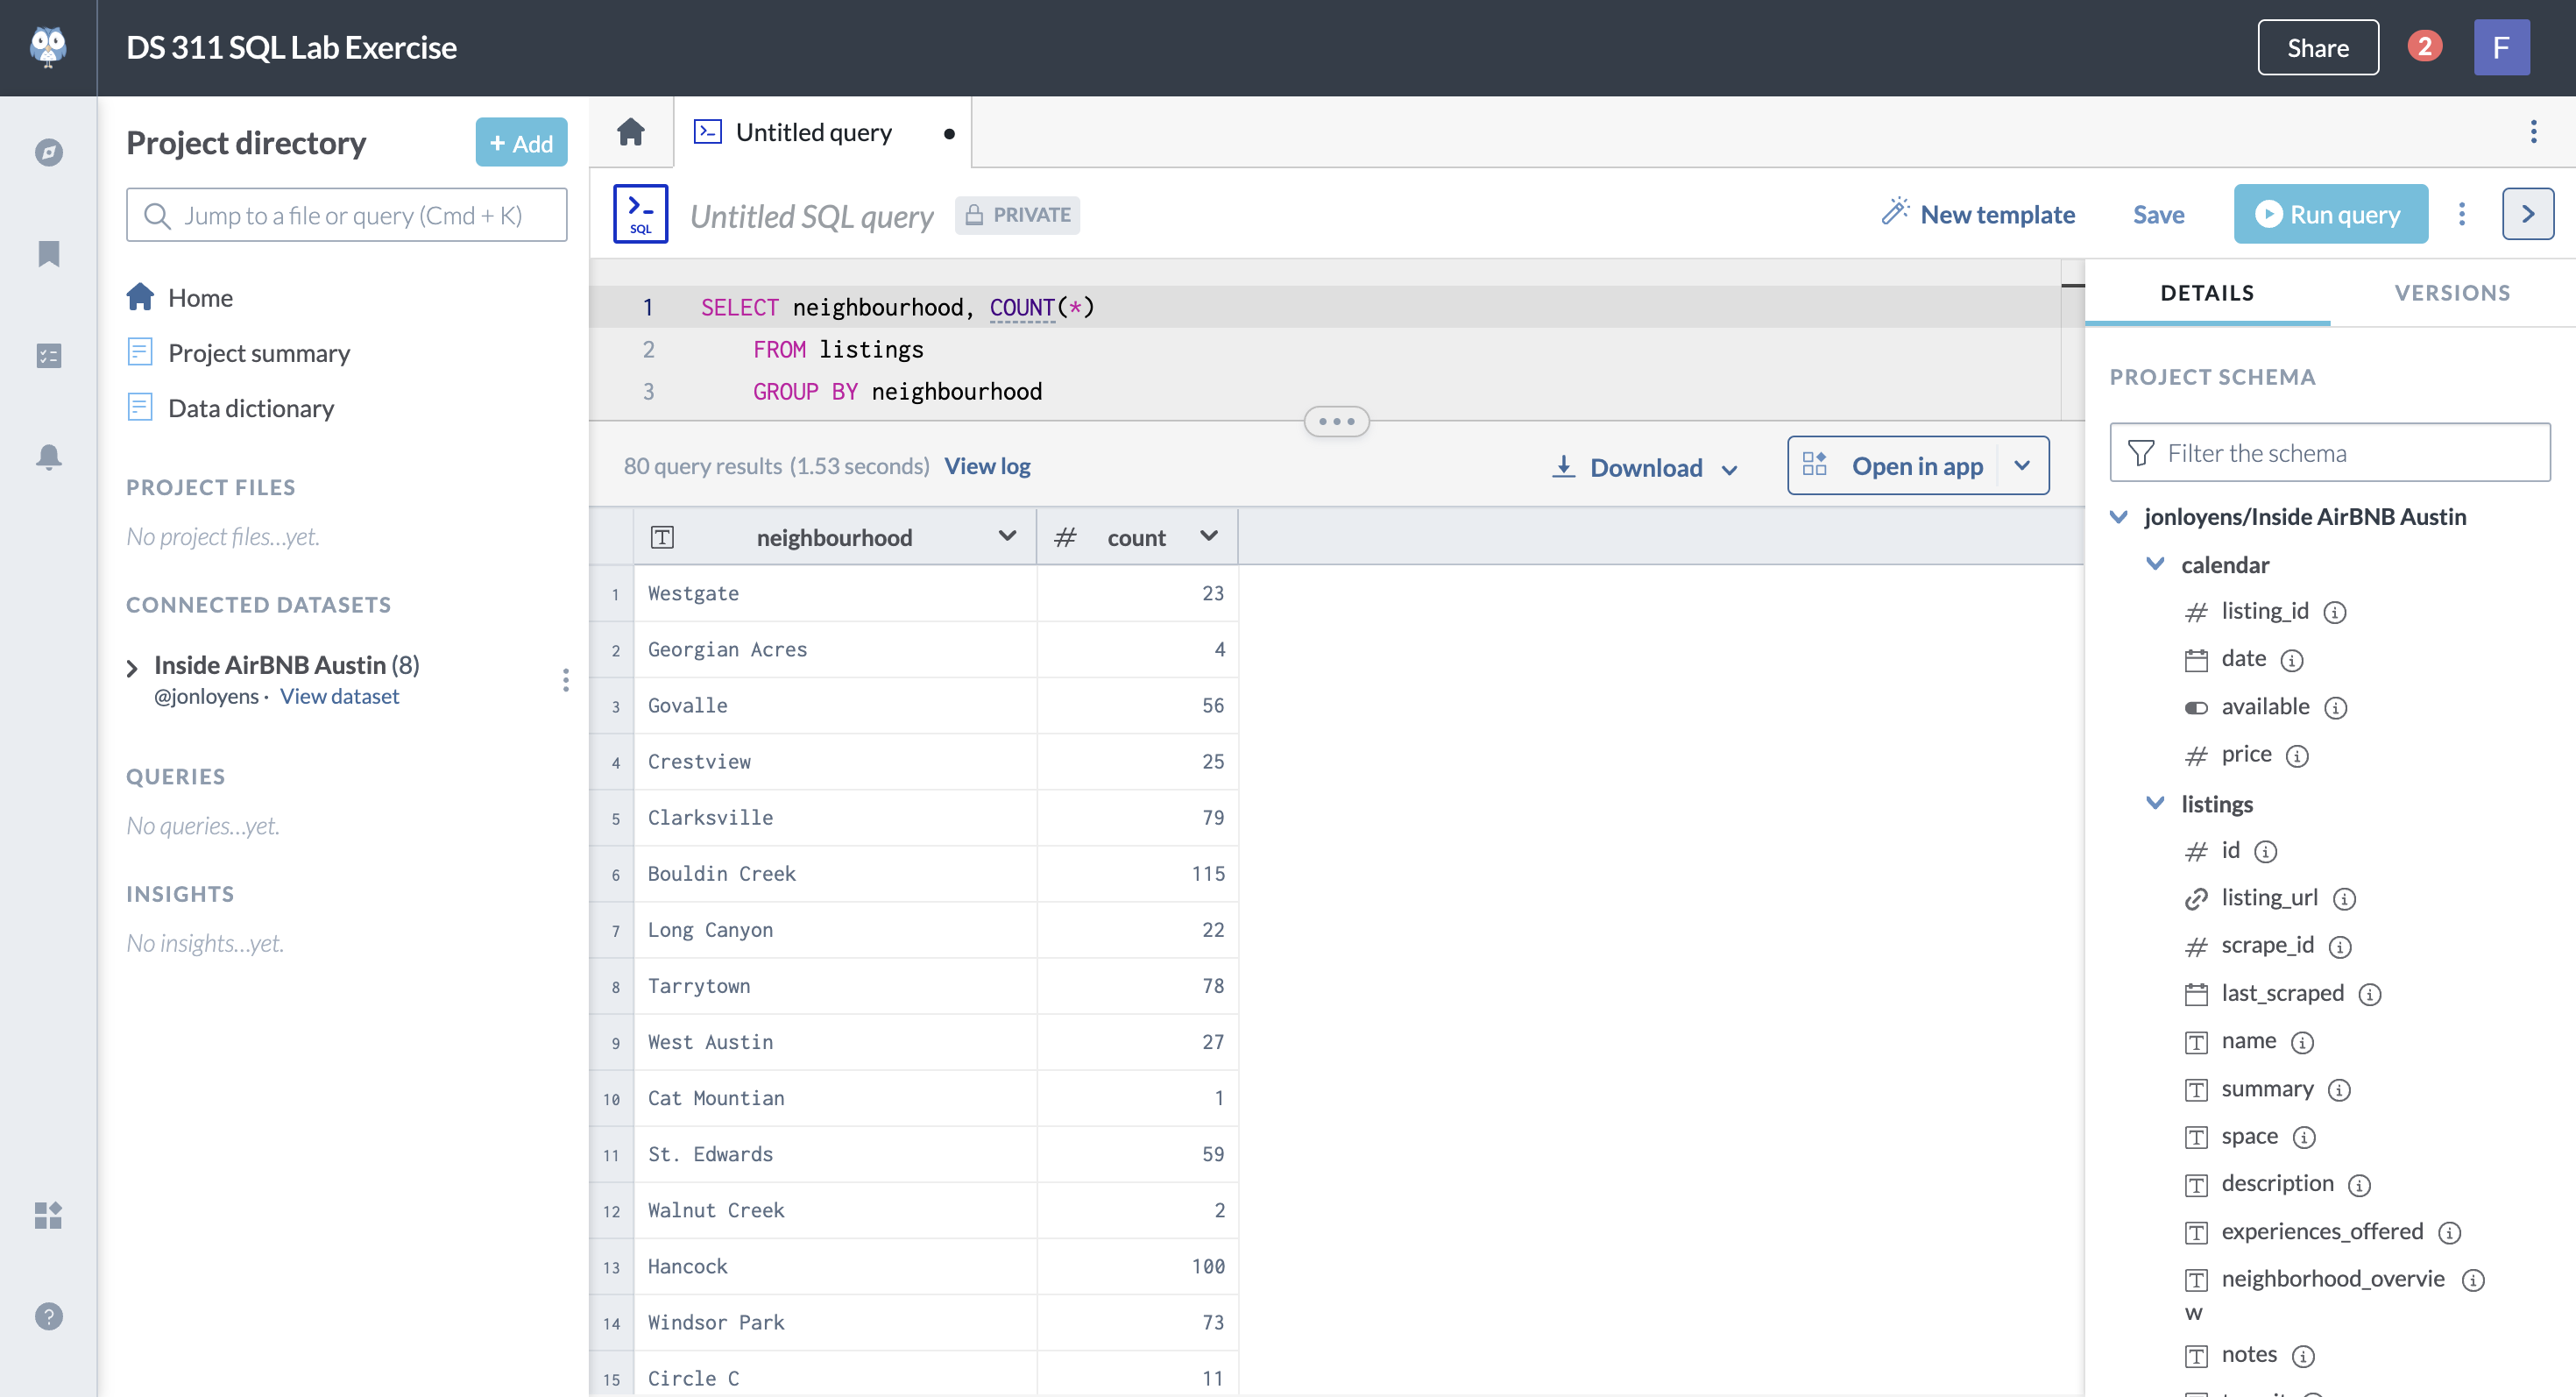 DS 311 SQL Lab Exercise
Share
2
F
Project directory
+ Add
Jump to a file or query (Cmd + K)
Home
Project summary
Data dictionary
PROJECT FILES
No project files...yet.
CONNECTED DATASETS
Inside AirBNB Austin (8)
@jonloyens · View dataset
QUERIES
No queries...yet.
INSIGHTS
No insights...yet.
Untitled query
SQL
Untitled SQL query
PRIVATE
New template
Save
Run query
1 SELECT neighbourhood, COUNT(*)
2 FROM listings
3 GROUP BY neighbourhood
80 query results (1.53 seconds) View log
Download
Open in app
neighbourhood # count
1 Westgate 23
2 Georgian Acres 4
3 Govalle 56
4 Crestview 25
5 Clarksville 79
6 Bouldin Creek 115
7 Long Canyon 22
8 Tarrytown 78
9 West Austin 27
10 Cat Mountian 1
11 St. Edwards 59
12 Walnut Creek 2
13 Hancock 100
14 Windsor Park 73
15 Circle C 11
DETAILS
VERSIONS
PROJECT SCHEMA
Filter the schema
jonloyens/Inside AirBNB Austin
calendar
# listing_id
date
available
# price
listings
# id
listing_url
# scrape_id
last_scraped
name
summary
space
description
experiences_offered
neighborhood_overvie
w
notes